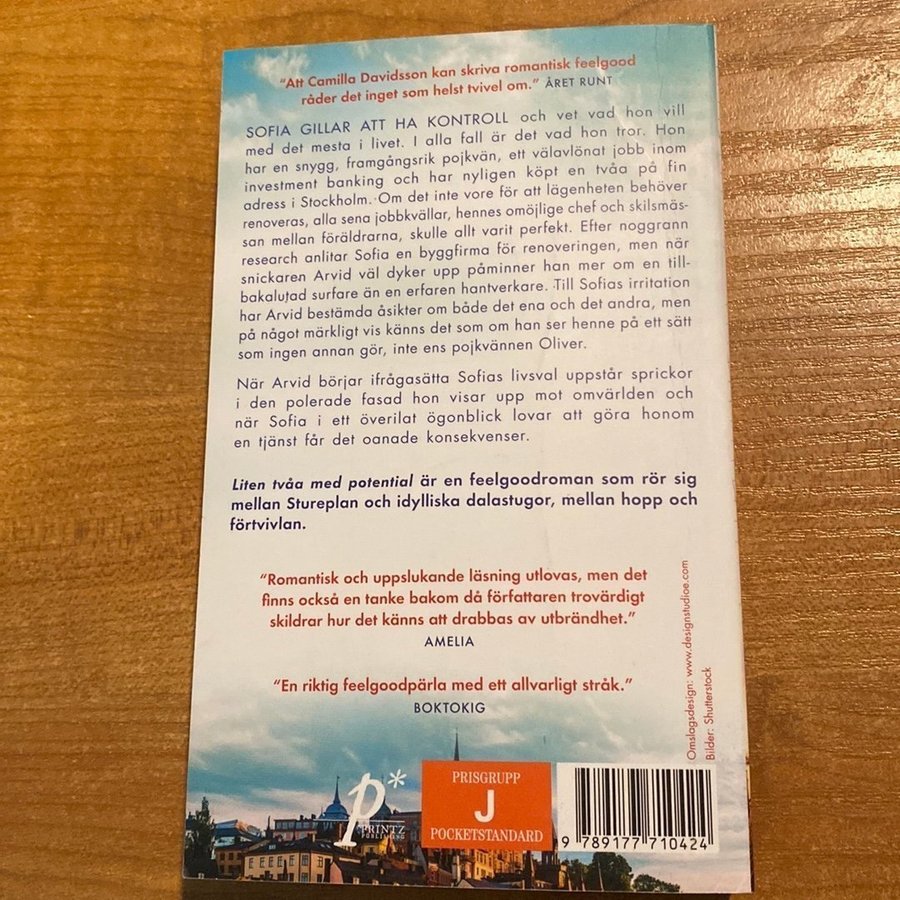 “Att Camilla Davidsson kan skriva romantisk feelgood
råder det inget som helst tvivel om.” ÅRET RUNT
SOFIA GILLAR ATT HA KONTROLL och vet vad hon vill
med det mesta i livet. I alla fall är det vad hon tror. Hon
har en snygg, framgångsrik pojkvän, ett välavlönat jobb inom
investment banking och har nyligen köpt en tvåa på fin
adress i Stockholm. Om det inte vore för att lägenheten behöver
renoveras, alla sena jobbkvällar, hennes omöjlige chef och skilsmäs-
san mellan föräldrarna, skulle allt varit perfekt. Efter noggrann
research anlitar Sofia en byggfirma för renoveringen, men när
snickaren Arvid väl dyker upp påminner han mer om en till-
bakalutad surfare än en erfaren hantverkare. Till Sofias irritation
har Arvid bestämda åsikter om både det ena och det andra, men
på något märkligt vis känns det som om han ser henne på ett sätt
som ingen annan gör, inte ens pojkvännen Oliver.
När Arvid börjar ifrågasätta Sofias livsval uppstår sprickor
i den polerade fasad hon visar upp mot omvärlden och
när Sofia i ett överilat ögonblick lovar att göra honom
en tjänst får det oanade konsekvenser.
Liten tvåa med potential är en feelgoodroman som rör sig
mellan Stureplan och idylliska dalastugor, mellan hopp och
förtvivlan.
“Romantisk och uppslukande läsning utlovas, men det
finns också en tanke bakom då författaren trovärdigt
skildrar hur det känns att drabbas av utbrändhet.”
AMELIA
“En riktig feelgoodpärla med ett allvarligt stråk.”
BOKTOKIG
Omslagsdesign: www.designstudioe.com
Bilder: Shutterstock
p*
PRINTZ
PUBLISHING
PRISGRUPP
J
POCKETSTANDARD
9 789177 710424